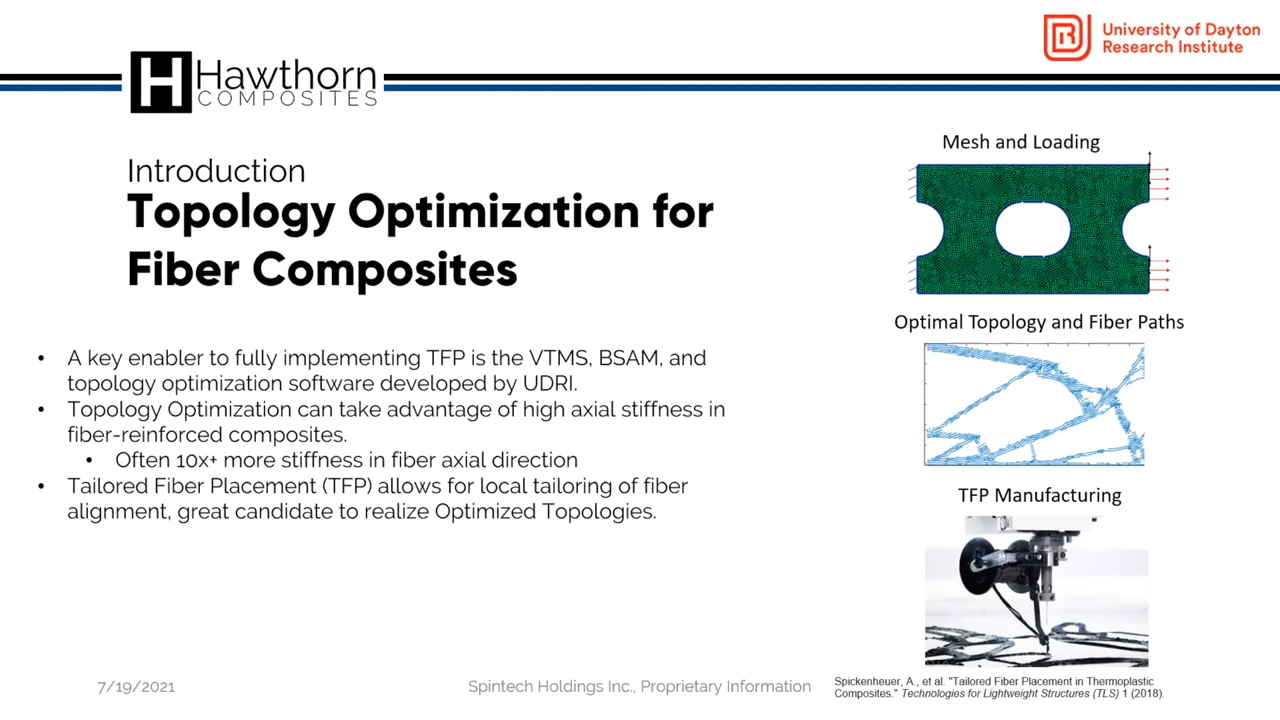 University of Dayton
Research Institute
H Hawthorn
COMPOSITES
Introduction
Topology Optimization for
Fiber Composites
• A key enabler to fully implementing TFP is the VTMS, BSAM, and
topology optimization software developed by UDRI.
• Topology Optimization can take advantage of high axial stiffness in
fiber-reinforced composites.
• Often 10x+ more stiffness in fiber axial direction
• Tailored Fiber Placement (TFP) allows for local tailoring of fiber
alignment, great candidate to realize Optimized Topologies.
Mesh and Loading
Optimal Topology and Fiber Paths
TFP Manufacturing
7/19/2021
Spintech Holdings Inc., Proprietary Information
Spickenheuer, A., et al. "Tailored Fiber Placement in Thermoplastic
Composites." Technologies for Lightweight Structures (TLS) 1 (2018).